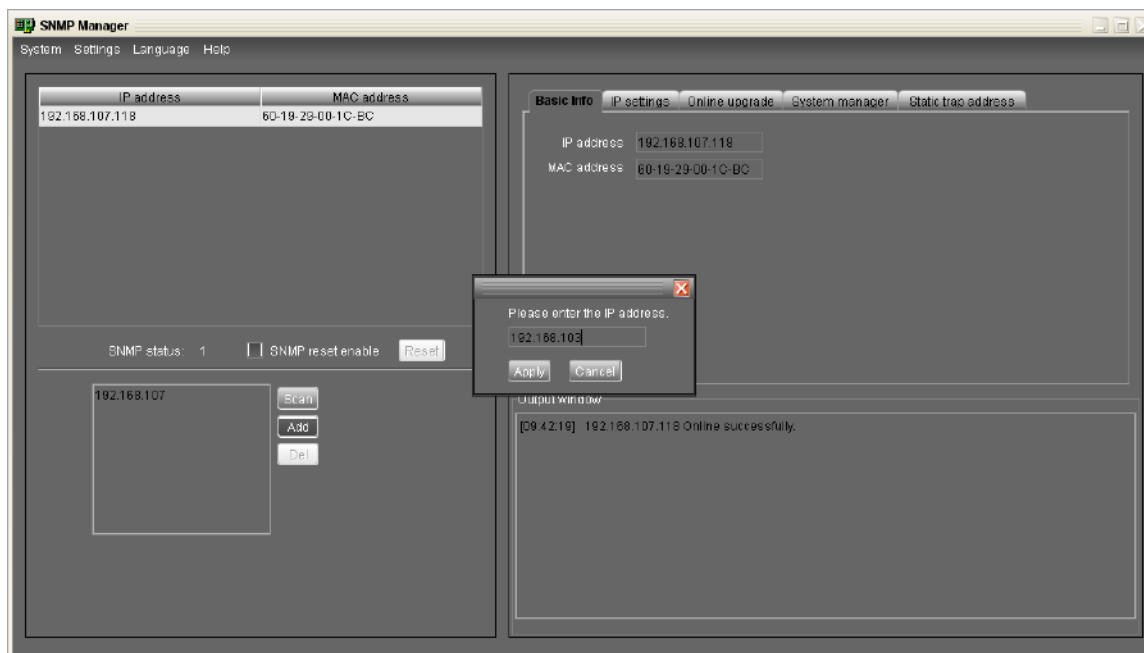 SNMP Manager
System Settings Language Help
IP address MAC address
192.168.107.118 60-19-29-00-1C-BC
Basic Info IP settings Online upgrade System manager Static trap address
IP address 192.168.107.118
MAC address 60-19-29-00-1C-BC
Please enter the IP address.
192.168.103
Apply Cancel
SNMP status: 1 SNMP reset enable Reset
192.168.107
Scan
Add
Del
Output window
[09:42:19] 192.168.107.118 Online successfully.